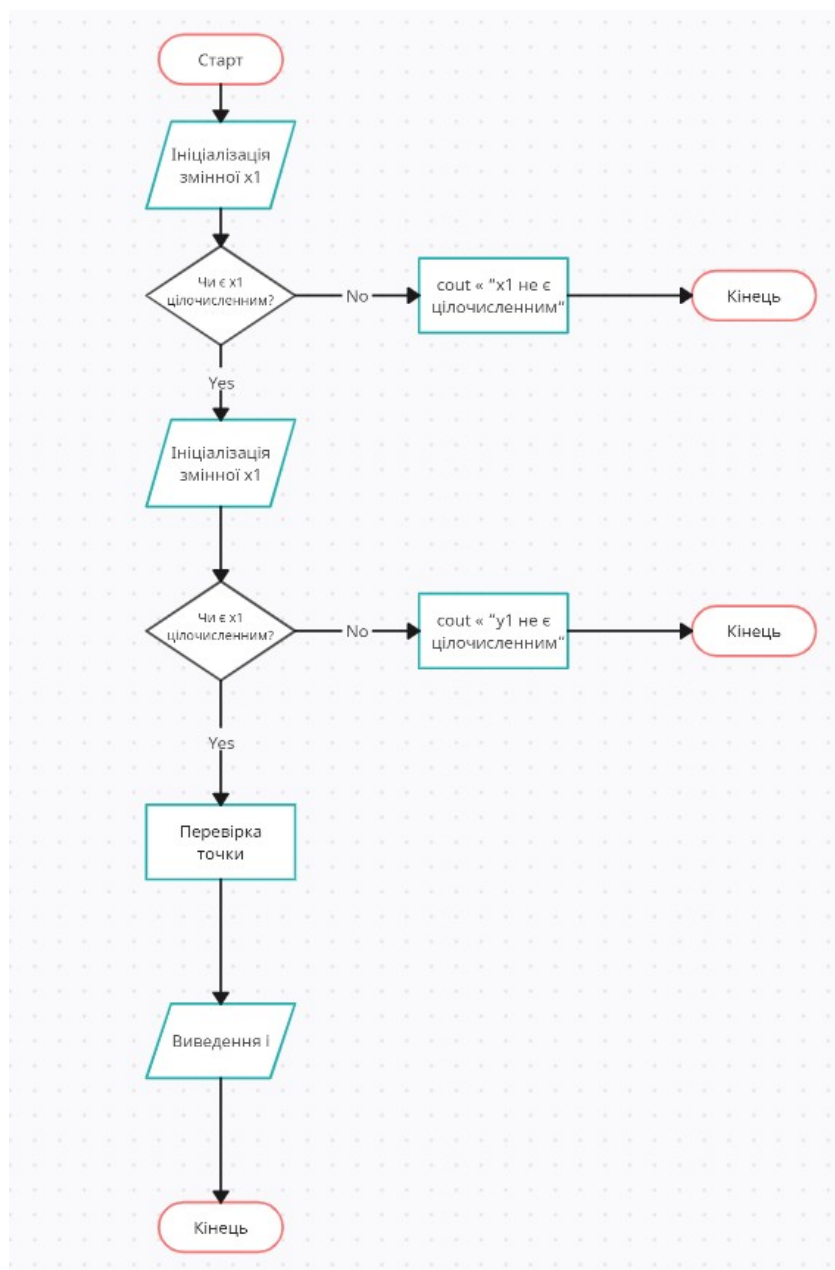 Старт
Ініціалізація
змінної x1
Чи є x1
цілочисленним?
No
cout « “x1 не є
цілочисленним“
Кінець
Yes
Ініціалізація
змінної x1
Чи є x1
цілочисленним?
No
cout « “y1 не є
цілочисленним“
Кінець
Yes
Перевірка
точки
Виведення і
Кінець